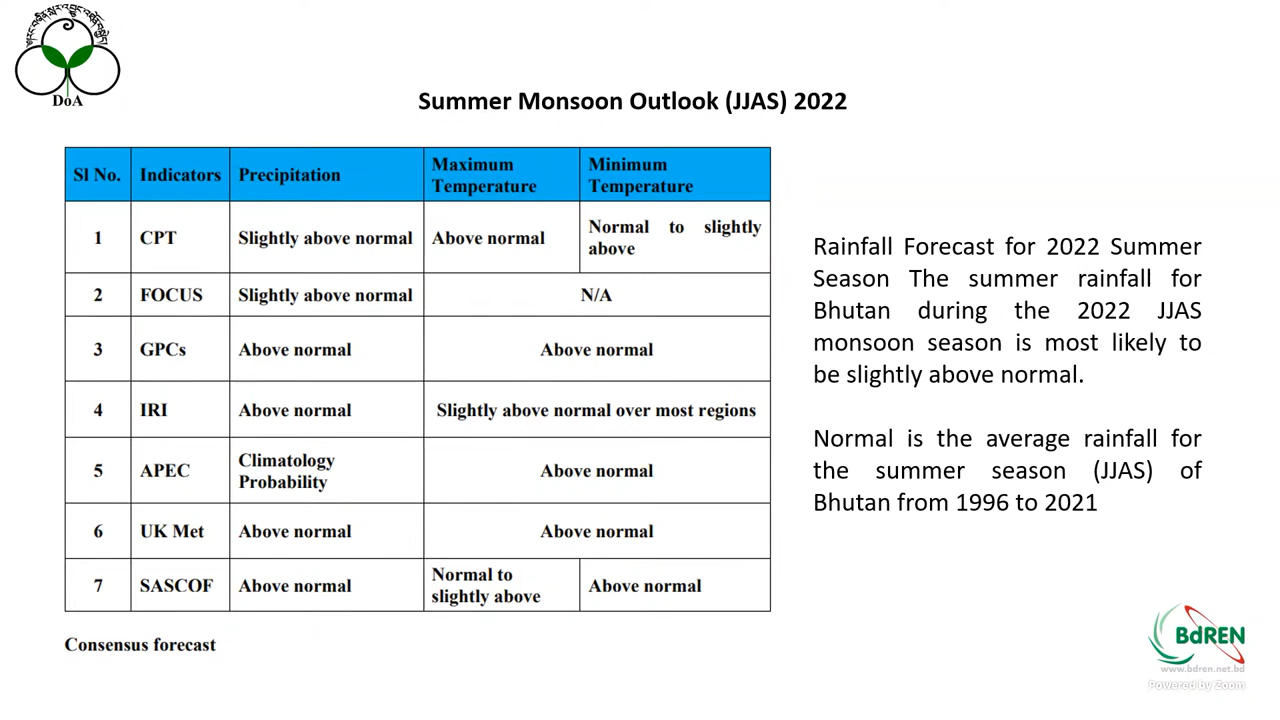 DoA
Summer Monsoon Outlook (JJAS) 2022
Sl No. Indicators Precipitation Maximum Temperature Minimum Temperature
1 CPT Slightly above normal Above normal Normal to slightly above
2 FOCUS Slightly above normal N/A
3 GPCs Above normal Above normal
4 IRI Above normal Slightly above normal over most regions
5 APEC Climatology Probability Above normal
6 UK Met Above normal Above normal
7 SASCOF Above normal Normal to slightly above Above normal
Consensus forecast
Rainfall Forecast for 2022 Summer
Season The summer rainfall for
Bhutan during the 2022 JJAS
monsoon season is most likely to
be slightly above normal.
Normal is the average rainfall for
the summer season (JJAS) of
Bhutan from 1996 to 2021
BdREN
www.bdren.net.bd
Powered by Zoom